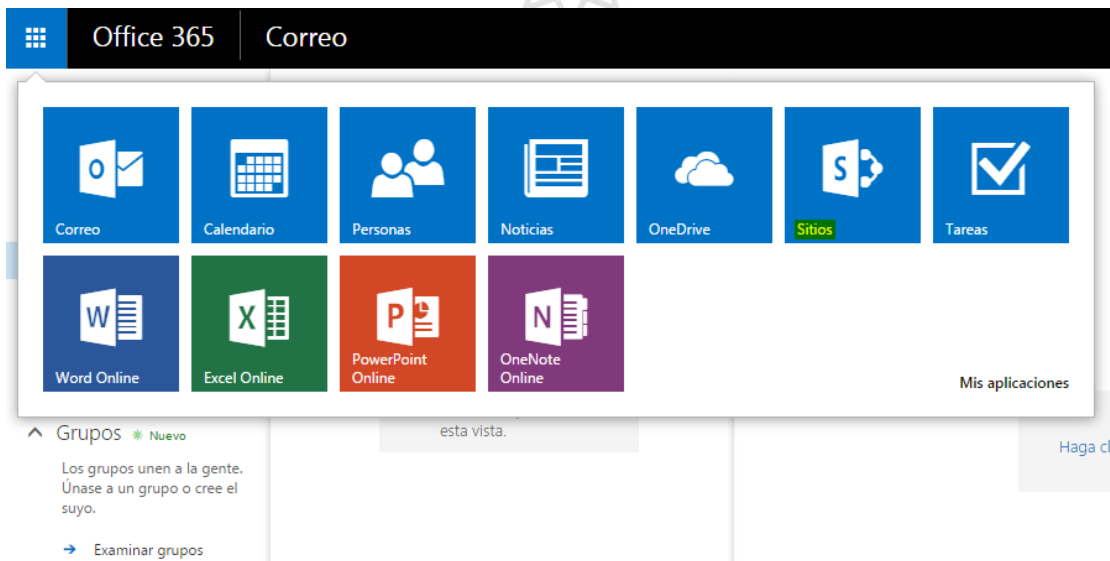 Office 365 Correo
Correo
Calendario
Personas
Noticias
OneDrive
Sitios
Tareas
Word Online
Excel Online
PowerPoint
Online
OneNote
Online
Mis aplicaciones
Grupos Nuevo
Los grupos unen a la gente.
Únase a un grupo o cree el
suyo.
Examinar grupos
esta vista.
Haga cl